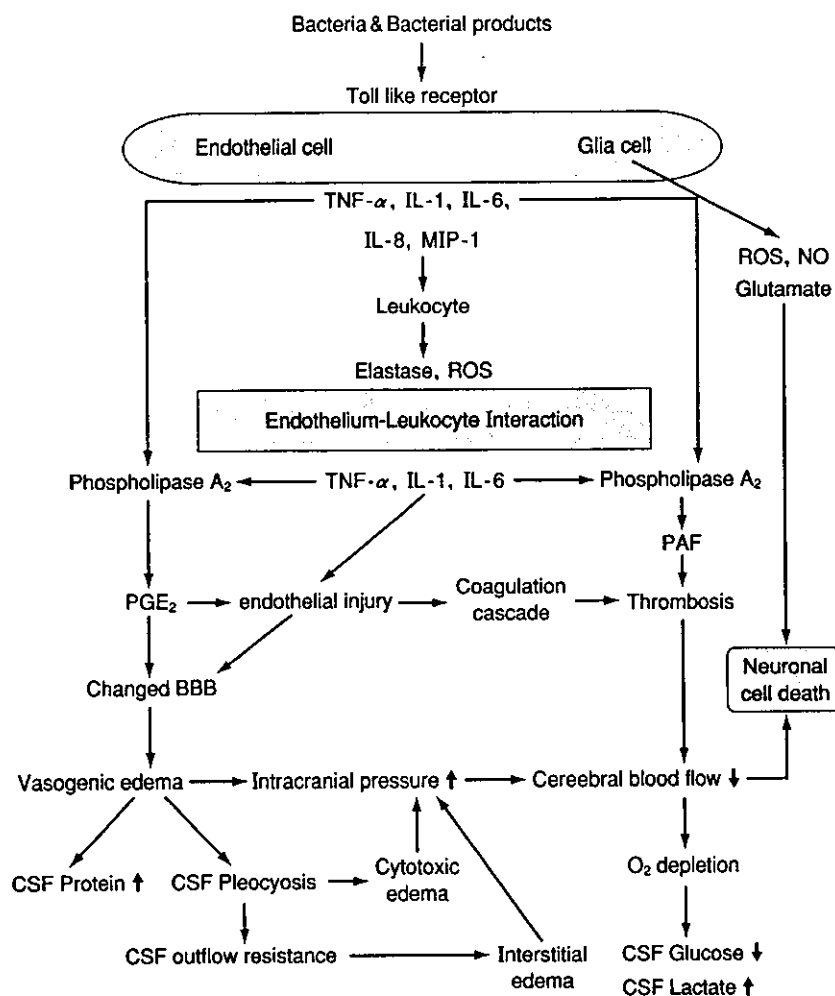 Bacteria & Bacterial products
Toll like receptor
Endothelial cell
Glia cell
TNF-α, IL-1, IL-6,
IL-8, MIP-1
ROS, NO
Glutamate
Leukocyte
Elastase, ROS
Endothelium-Leukocyte Interaction
Phospholipase A₂
TNF-α, IL-1, IL-6
Phospholipase A₂
PAF
PGE₂
endothelial injury
Coagulation
cascade
Thrombosis
Changed BBB
Neuronal
cell death
Vasogenic edema
Intracranial pressure ↑
Cereebral blood flow ↓
CSF Protein ↑
CSF Pleocyosis
Cytotoxic
edema
O₂ depletion
CSF outflow resistance
Interstitial
edema
CSF Glucose ↓
CSF Lactate ↑